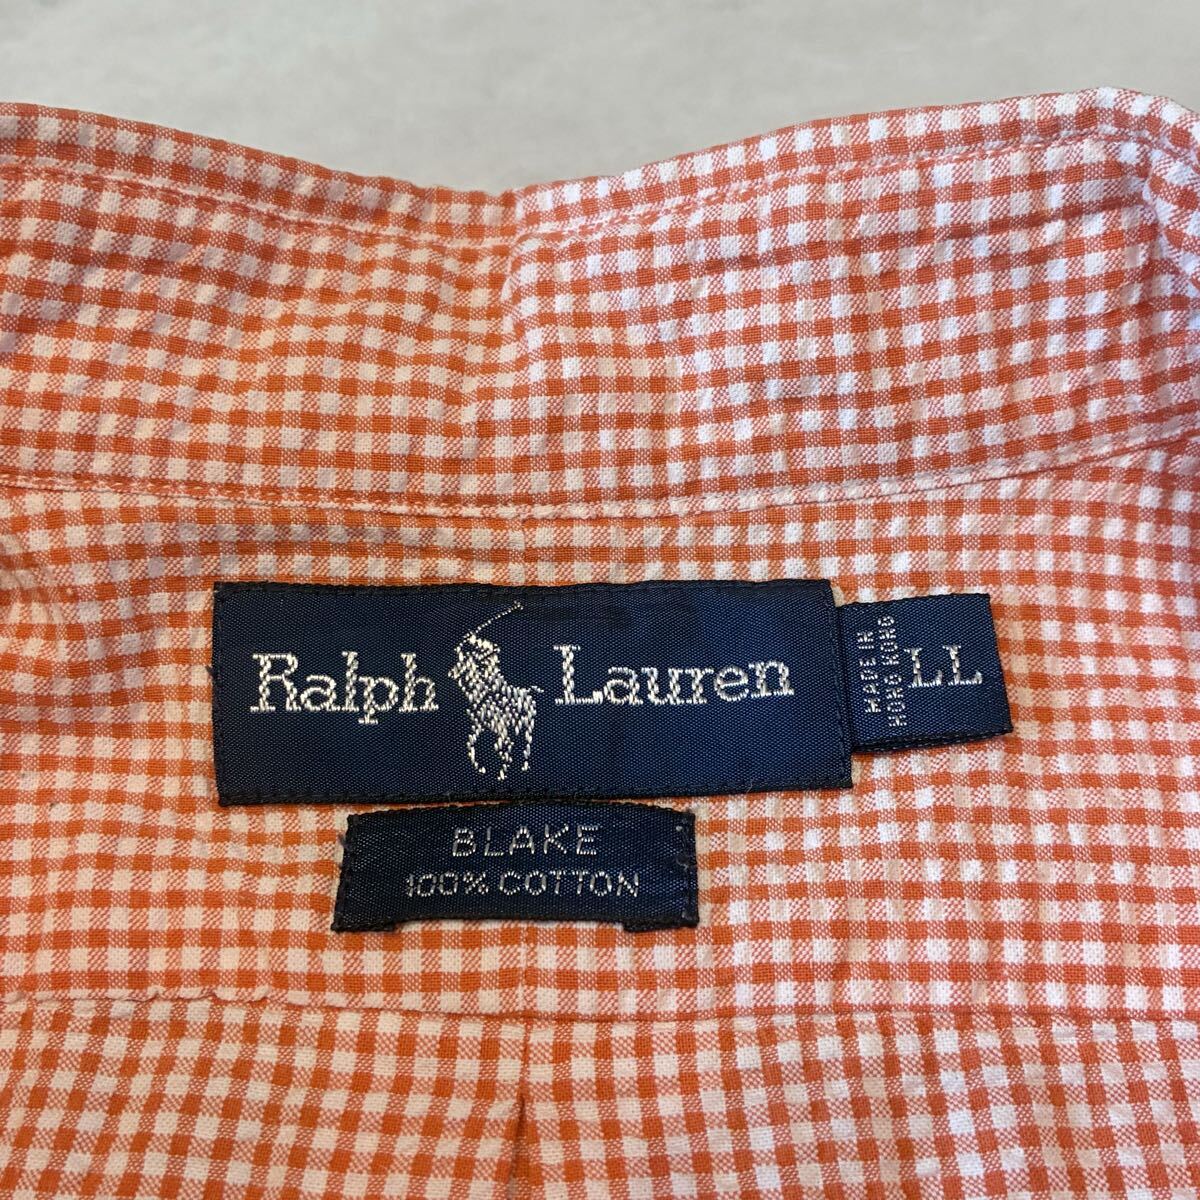 Ralph Lauren
MADE IN
HONG KONG
LL
BLAKE
100% COTTON